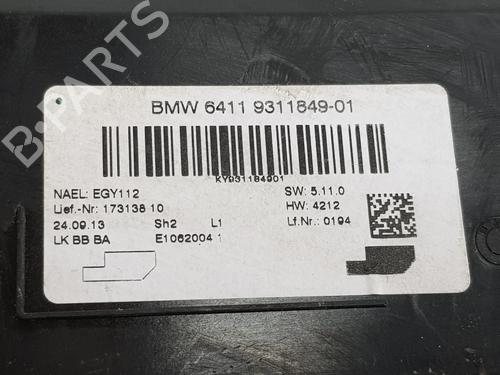 BMW 6411 9311849-01
KY931184901
NAEL: EGY112
SW: 5.11.0
Lief.-Nr: 173138 10
HW: 4212
24.09.13 Sh2 L1
Lf.Nr.: 0194
LK BB BA E1062004 1
B-PARTS